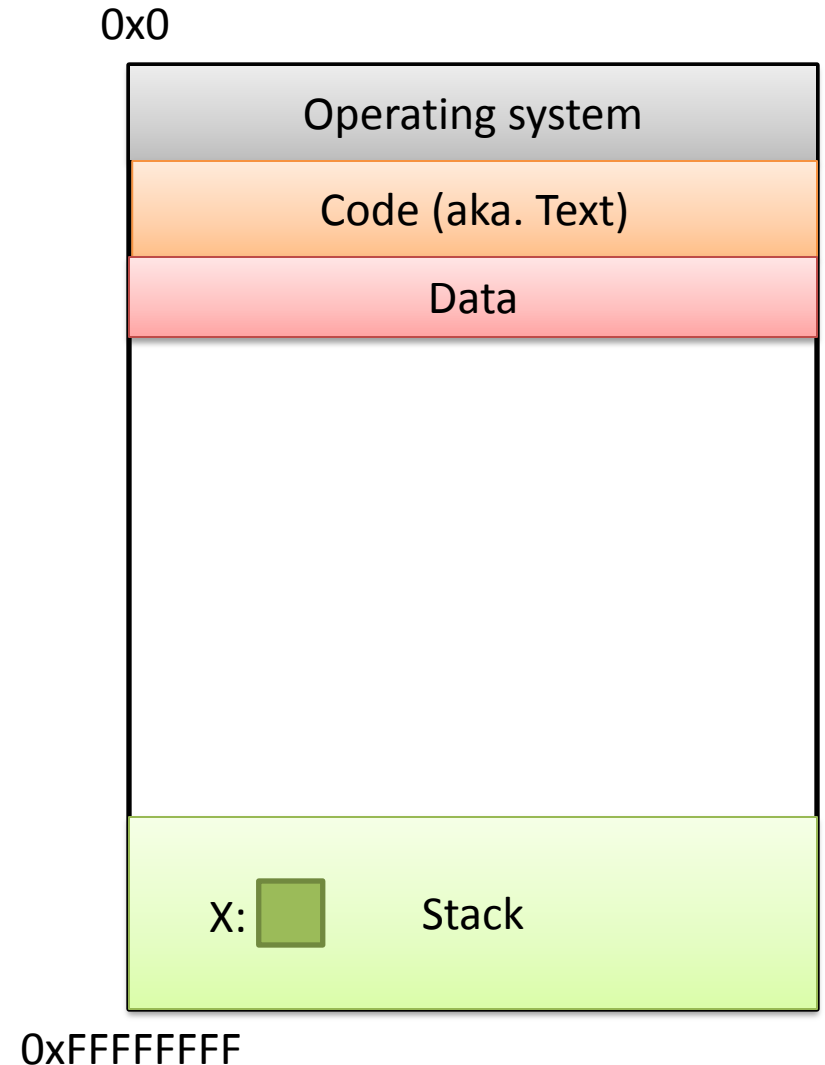 0x0
Operating system
Code (aka. Text)
Data
X:
Stack
0xFFFFFFFF